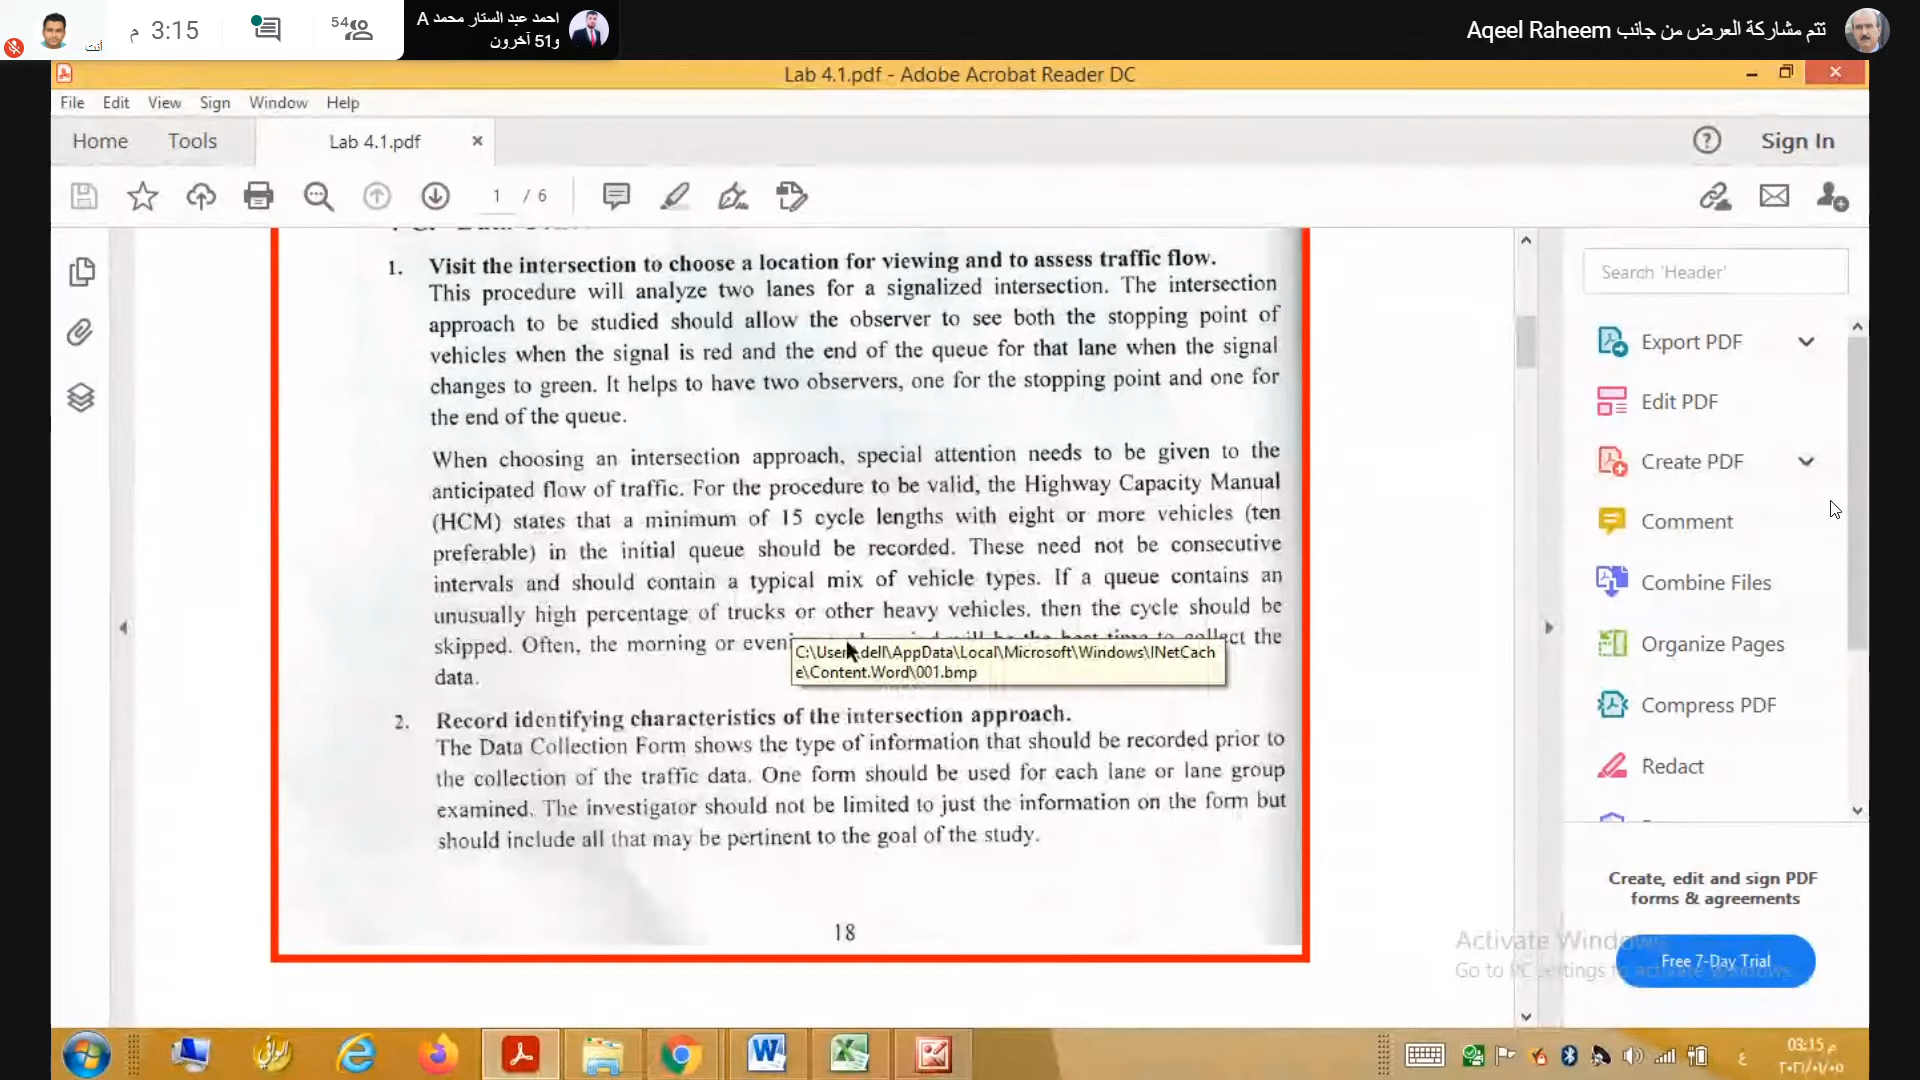 أنت
3:15 م
54
احمد عبد الستار محمد A
و51 آخرون
تتم مشاركة العرض من جانب Aqeel Raheem
Lab 4.1.pdf - Adobe Acrobat Reader DC
File Edit View Sign Window Help
Home Tools Lab 4.1.pdf × Sign In
1 / 6
1. Visit the intersection to choose a location for viewing and to assess traffic flow.
This procedure will analyze two lanes for a signalized intersection. The intersection
approach to be studied should allow the observer to see both the stopping point of
vehicles when the signal is red and the end of the queue for that lane when the signal
changes to green. It helps to have two observers, one for the stopping point and one for
the end of the queue.
When choosing an intersection approach, special attention needs to be given to the
anticipated flow of traffic. For the procedure to be valid, the Highway Capacity Manual
(HCM) states that a minimum of 15 cycle lengths with eight or more vehicles (ten
preferable) in the initial queue should be recorded. These need not be consecutive
intervals and should contain a typical mix of vehicle types. If a queue contains an
unusually high percentage of trucks or other heavy vehicles, then the cycle should be
skipped. Often, the morning or the
data.
C:\Users\dell\AppData\Local\Microsoft\Windows\INetCach
e\Content.Word\001.bmp
2. Record identifying characteristics of the intersection approach.
The Data Collection Form shows the type of information that should be recorded prior to
the collection of the traffic data. One form should be used for each lane or lane group
examined. The investigator should not be limited to just the information on the form but
should include all that may be pertinent to the goal of the study.
18
Search 'Header'
Export PDF
Edit PDF
Create PDF
Comment
Combine Files
Organize Pages
Compress PDF
Redact
Create, edit and sign PDF
forms & agreements
Free 7-Day Trial
Activate Windows
Go to PC settings to activate Windows.
الوافي
ع
03:15 م